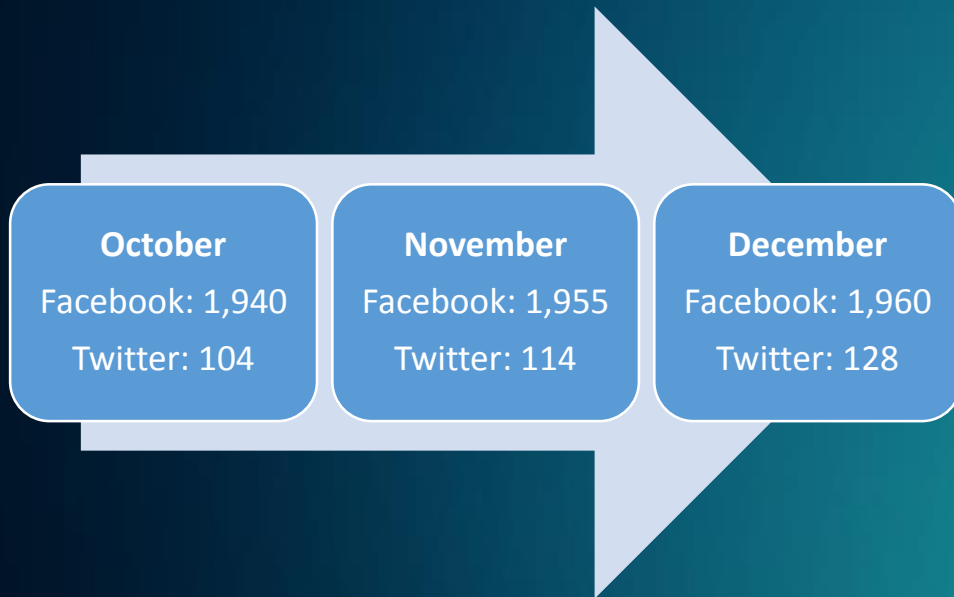 October
Facebook: 1,940
Twitter: 104
November
Facebook: 1,955
Twitter: 114
December
Facebook: 1,960
Twitter: 128